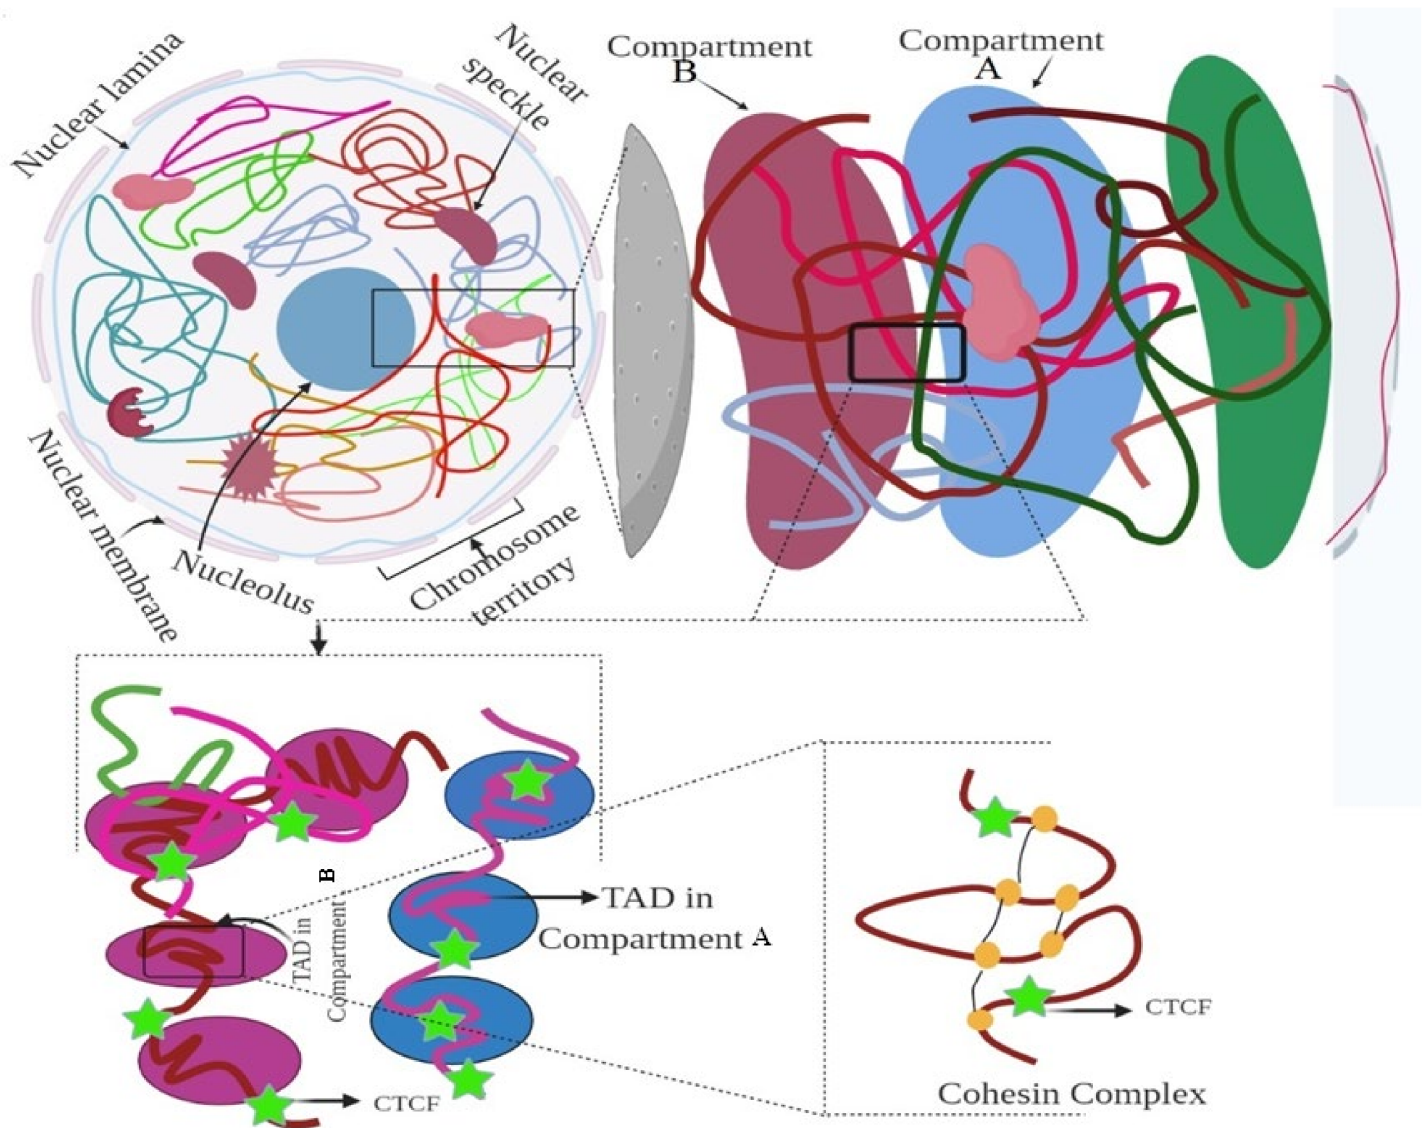 Nuclear lamina
Nuclear
speckle
Compartment
B
Compartment
A
Nuclear membrane
Nucleolus
Chromosome
territory
B
TAD in
Compartment
TAD in
Compartment A
CTCF
CTCF
Cohesin Complex